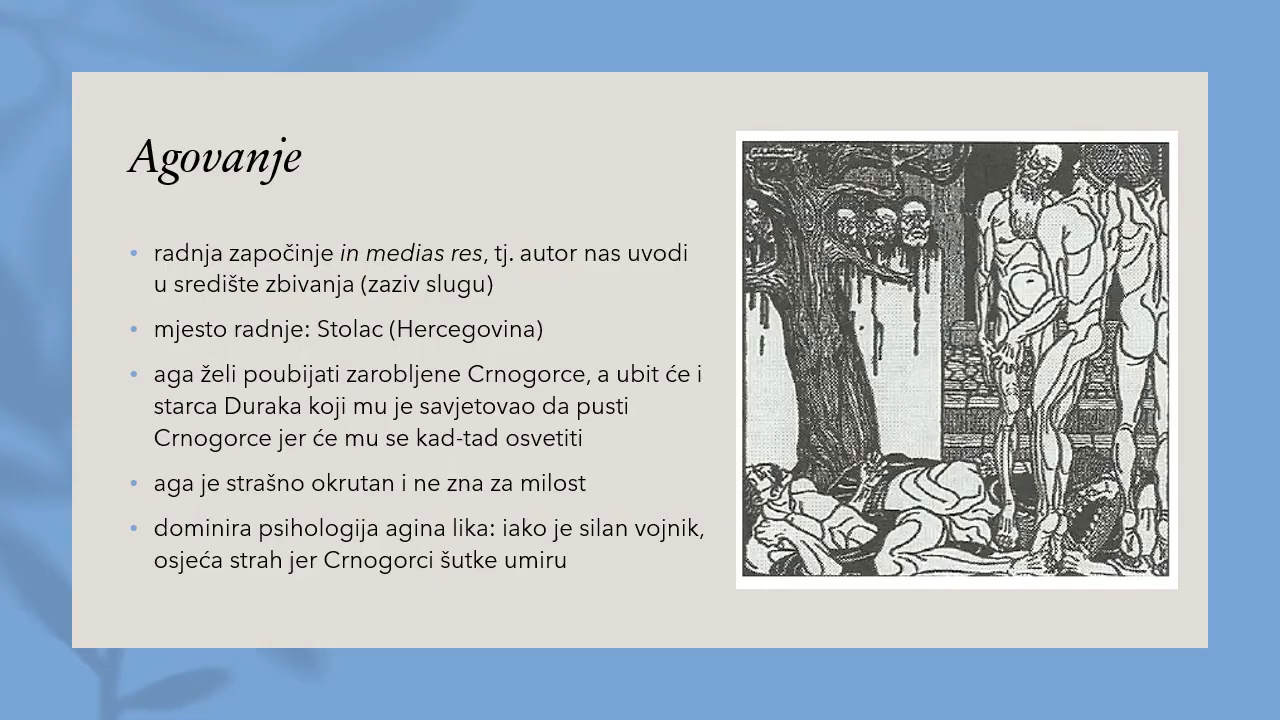 Agovanje
• radnja započinje in medias res, tj. autor nas uvodi
u središte zbivanja (zaziv slugu)
• mjesto radnje: Stolac (Hercegovina)
• aga želi poubijati zarobljene Crnogorce, a ubit će i
starca Duraka koji mu je savjetovao da pusti
Crnogorce jer će mu se kad-tad osvetiti
• aga je strašno okrutan i ne zna za milost
• dominira psihologija agina lika: iako je silan vojnik,
osjeća strah jer Crnogorci šutke umiru